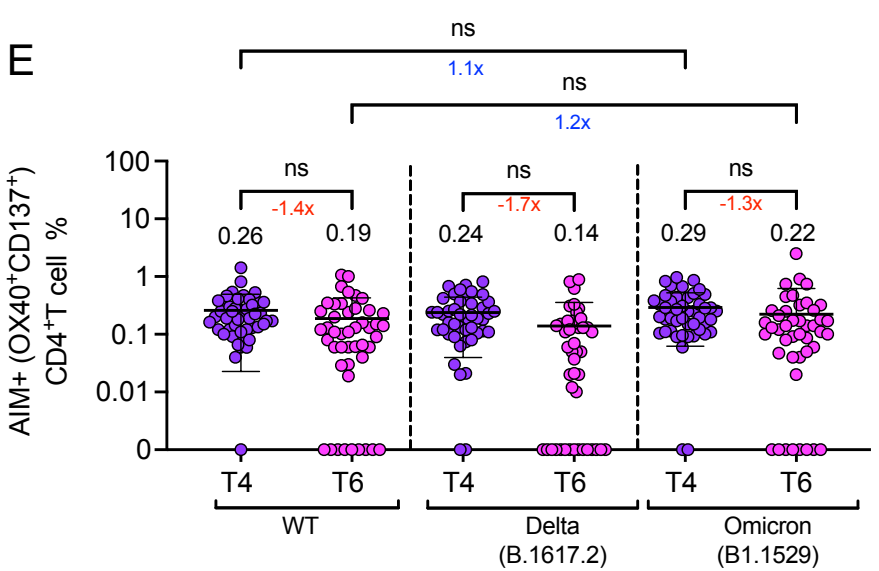 E
ns
1.1x
ns
1.2x
AIM+ (OX40⁺CD137⁺)
CD4⁺T cell %
100
10
1
0.1
0.01
0
ns
-1.4x
0.26
0.19
ns
-1.7x
0.24
0.14
ns
-1.3x
0.29
0.22
T4
T6
T4
T6
T4
T6
WT
Delta
(B.1617.2)
Omicron
(B1.1529)